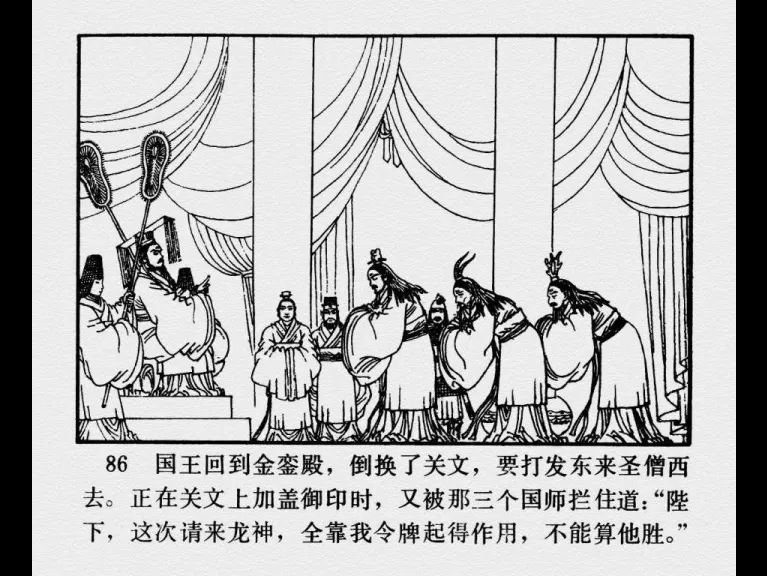 86 国王回到金銮殿，倒换了关文，要打发东来圣僧西
去。正在关文上加盖御印时，又被那三个国师拦住道：“陛
下，这次请来龙神，全靠我令牌起得作用，不能算他胜。”